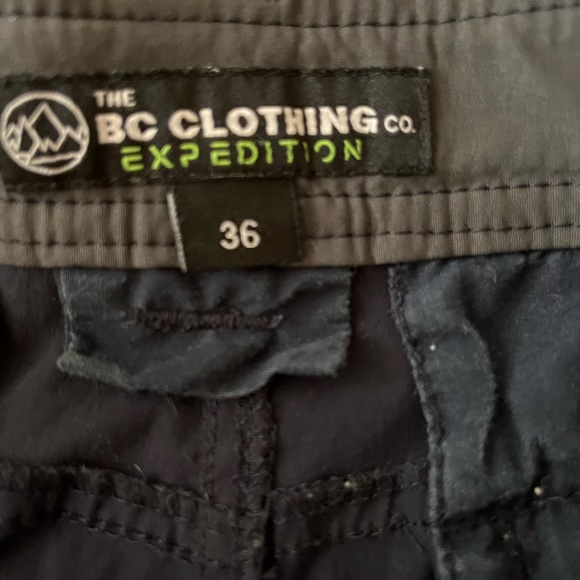 THE
BC CLOTHING CO.
EXPEDITION
36